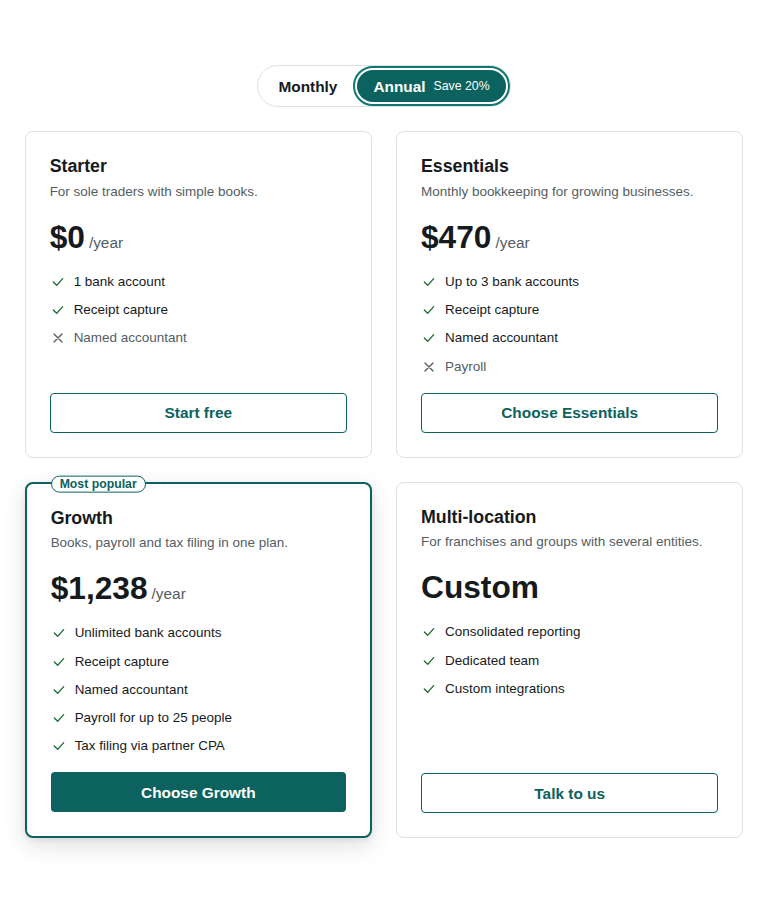 Monthly
Annual Save 20%
Starter
For sole traders with simple books.
$0 /year
1 bank account
Receipt capture
Named accountant
Start free
Essentials
Monthly bookkeeping for growing businesses.
$470 /year
Up to 3 bank accounts
Receipt capture
Named accountant
Payroll
Choose Essentials
Most popular
Growth
Books, payroll and tax filing in one plan.
$1,238 /year
Unlimited bank accounts
Receipt capture
Named accountant
Payroll for up to 25 people
Tax filing via partner CPA
Choose Growth
Multi-location
For franchises and groups with several entities.
Custom
Consolidated reporting
Dedicated team
Custom integrations
Talk to us